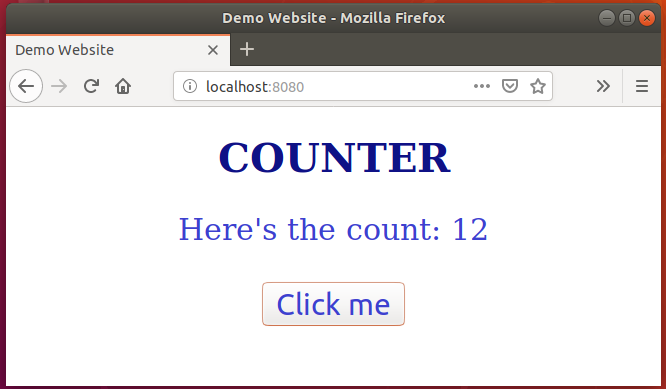 Demo Website - Mozilla Firefox
Demo Website
localhost:8080
COUNTER
Here's the count: 12
Click me